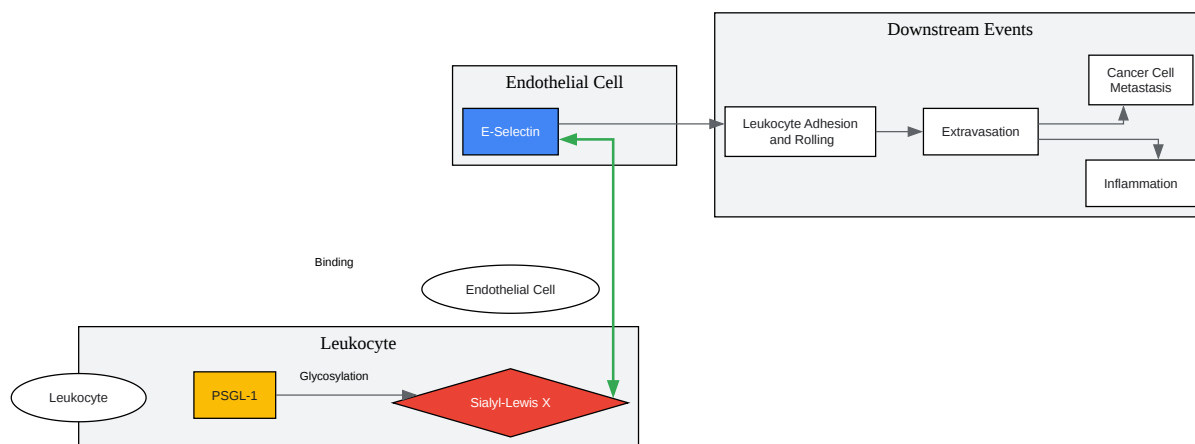 Downstream Events
Cancer Cell
Metastasis
Endothelial Cell
E-Selectin
Leukocyte Adhesion
and Rolling
Extravasation
Inflammation
Binding
Endothelial Cell
Leukocyte
Glycosylation
Leukocyte
PSGL-1
Sialyl-Lewis X